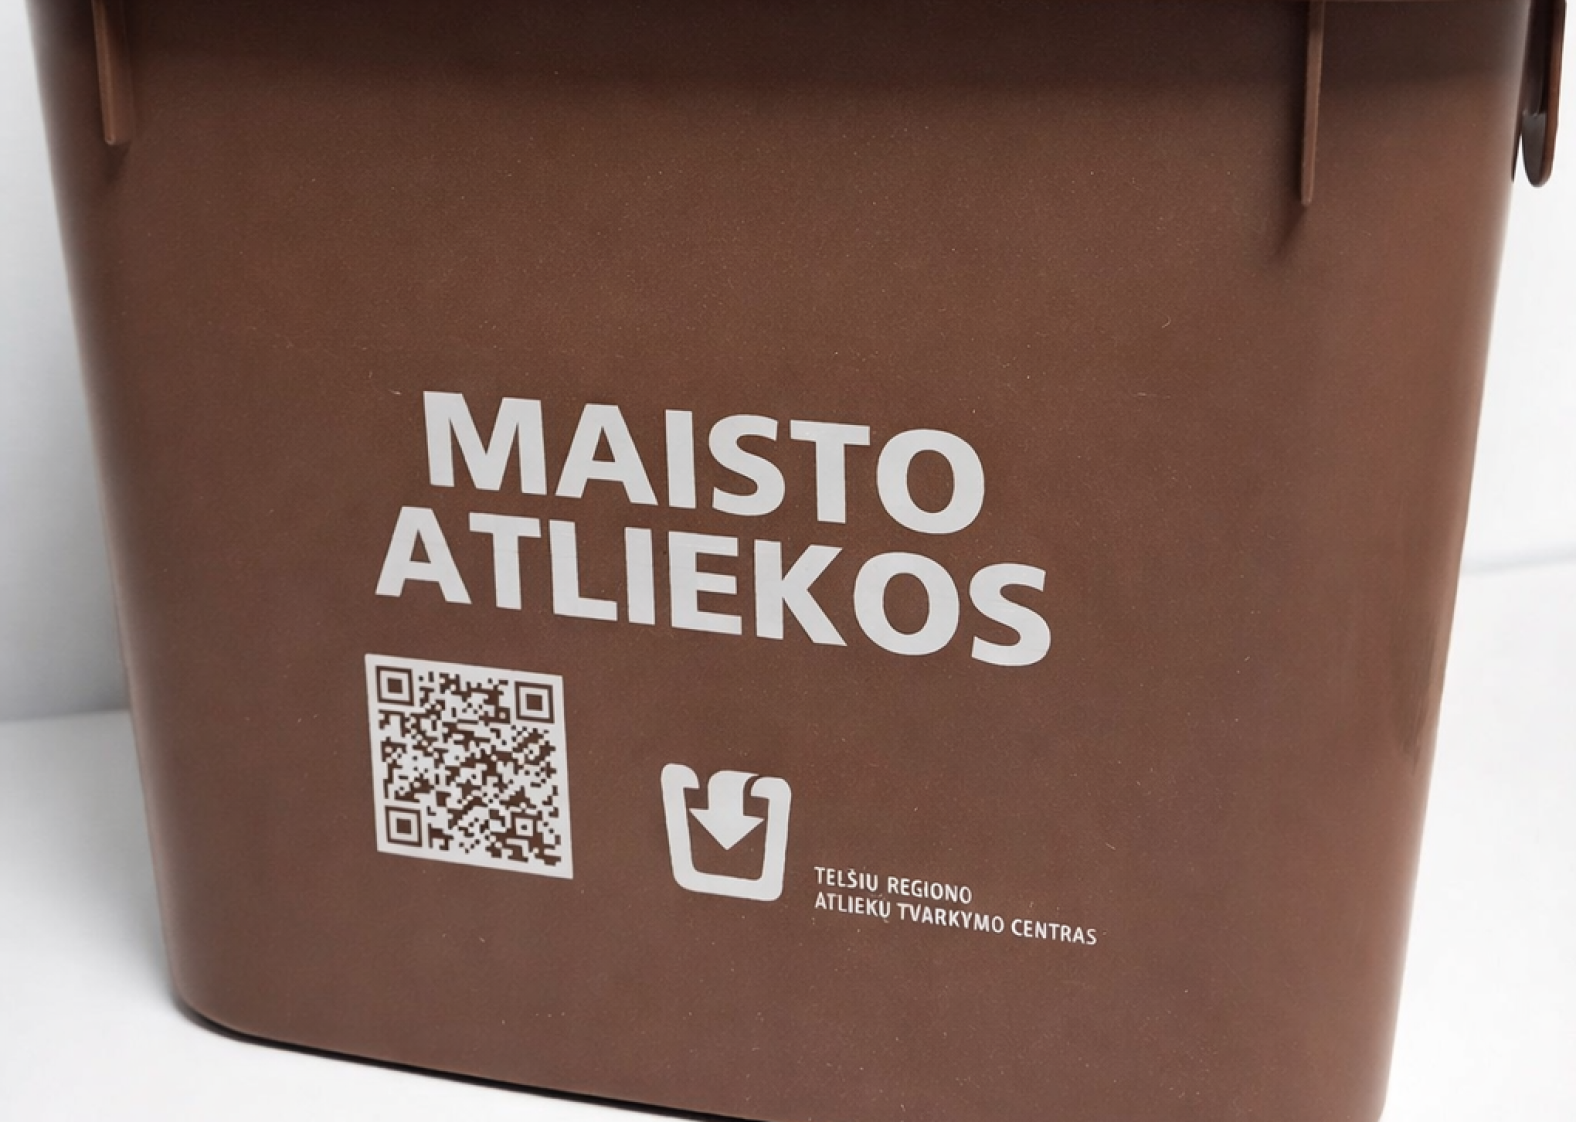 MAISTO
ATLIEKOS
TELŠIŲ REGIONO
ATLIEKŲ TVARKYMO CENTRAS